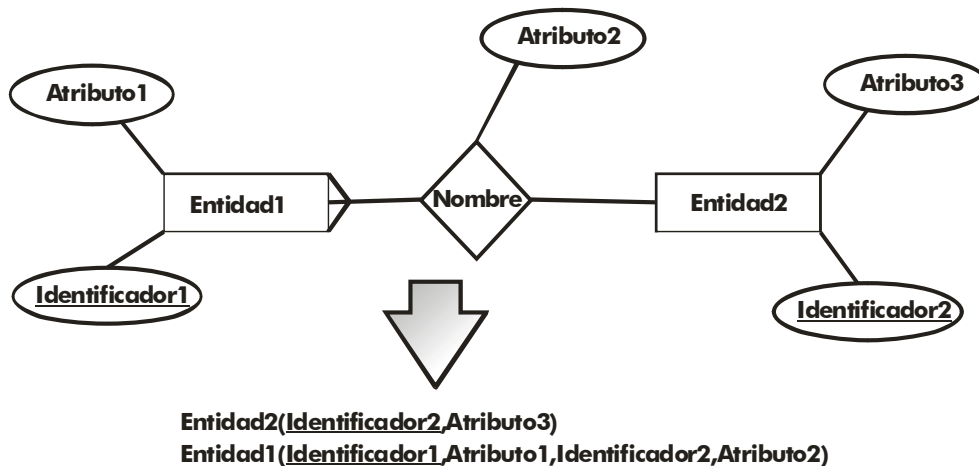 Atributo2
Atributo1
Atributo3
Entidad1
Nombre
Entidad2
Identificador1
Identificador2
Entidad2(Identificador2,Atributo3)
Entidad1(Identificador1,Atributo1,Identificador2,Atributo2)